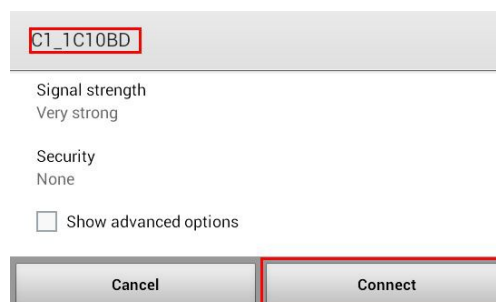 C1_1C10BD
Signal strength
Very strong
Security
None
Show advanced options
Cancel
Connect